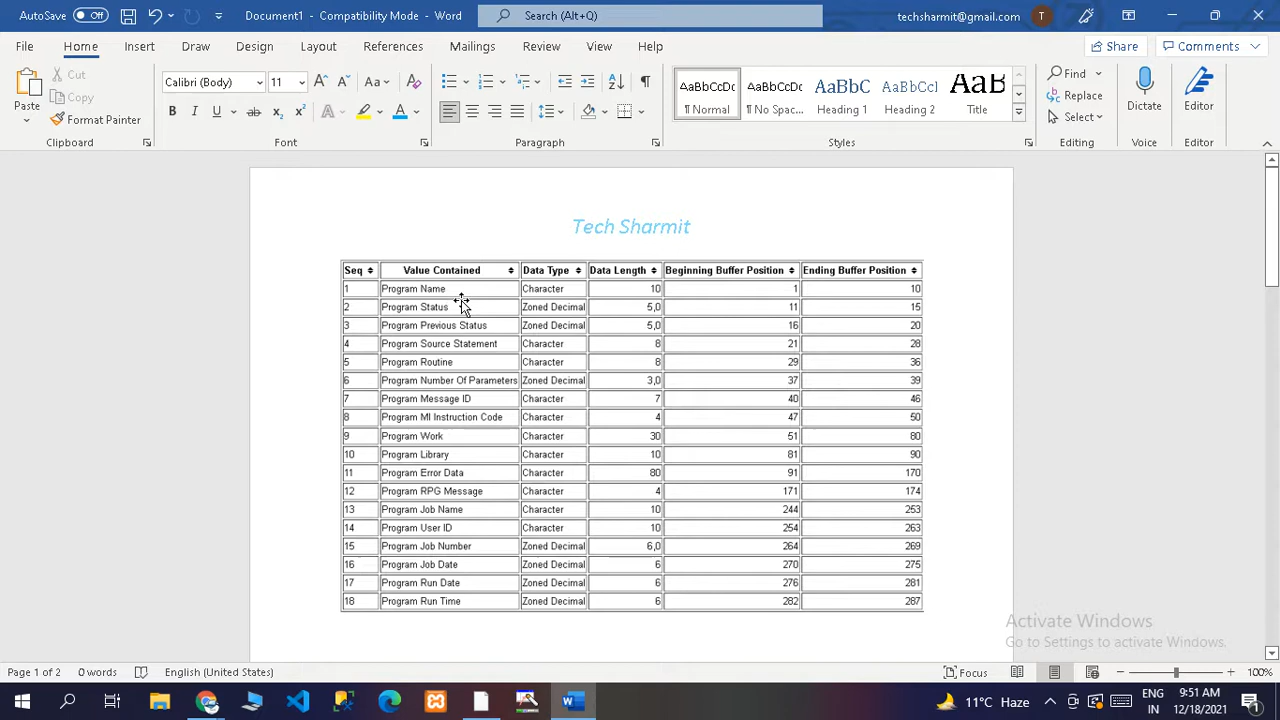 AutoSave Off Document1 - Compatibility Mode - Word Search (Alt+Q) techsharmit@gmail.com T
File Home Insert Draw Design Layout References Mailings Review View Help Share Comments
Paste Cut Copy Format Painter
Calibri (Body) 11
¶ Normal ¶ No Spac... Heading 1 Heading 2 Title
Find Replace Select Dictate Editor
Clipboard Font Paragraph Styles Editing Voice Editor
Tech Sharmit
Seq Value Contained Data Type Data Length Beginning Buffer Position Ending Buffer Position
1 Program Name Character 10 1 10
2 Program Status Zoned Decimal 5,0 11 15
3 Program Previous Status Zoned Decimal 5,0 16 20
4 Program Source Statement Character 8 21 28
5 Program Routine Character 8 29 36
6 Program Number Of Parameters Zoned Decimal 3,0 37 39
7 Program Message ID Character 7 40 46
8 Program MI Instruction Code Character 4 47 50
9 Program Work Character 30 51 80
10 Program Library Character 10 81 90
11 Program Error Data Character 80 91 170
12 Program RPG Message Character 4 171 174
13 Program Job Name Character 10 244 253
14 Program User ID Character 10 254 263
15 Program Job Number Zoned Decimal 6,0 264 269
16 Program Job Date Zoned Decimal 6 270 275
17 Program Run Date Zoned Decimal 6 276 281
18 Program Run Time Zoned Decimal 6 282 287
Activate Windows
Go to Settings to activate Windows.
Page 1 of 2 0 words English (United States) Focus 100%
11°C Haze ENG IN 9:51 AM 12/18/2021